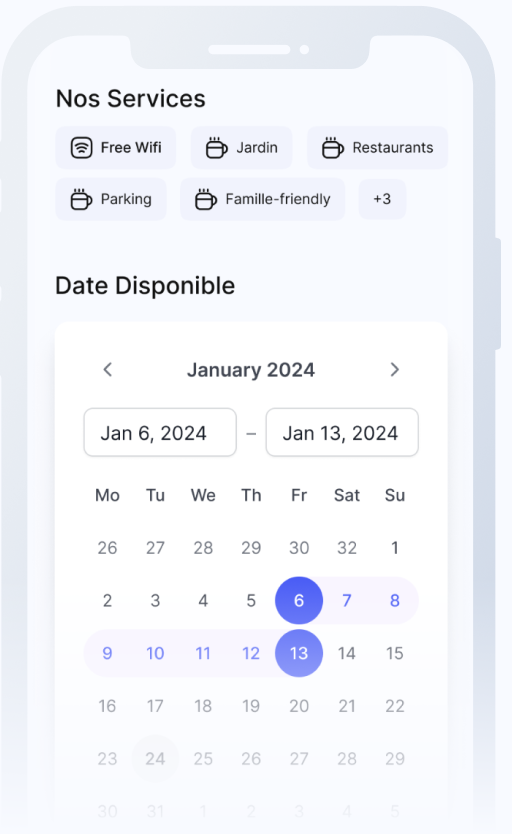 Nos Services
Free Wifi Jardin Restaurants
Parking Famille-friendly +3
Date Disponible
January 2024
Jan 6, 2024 – Jan 13, 2024
Mo Tu We Th Fr Sat Su
26 27 28 29 30 32 1
2 3 4 5 6 7 8
9 10 11 12 13 14 15
16 17 18 19 20 21 22
23 24 25 26 27 28 29
30 31 1 2 3 4 5